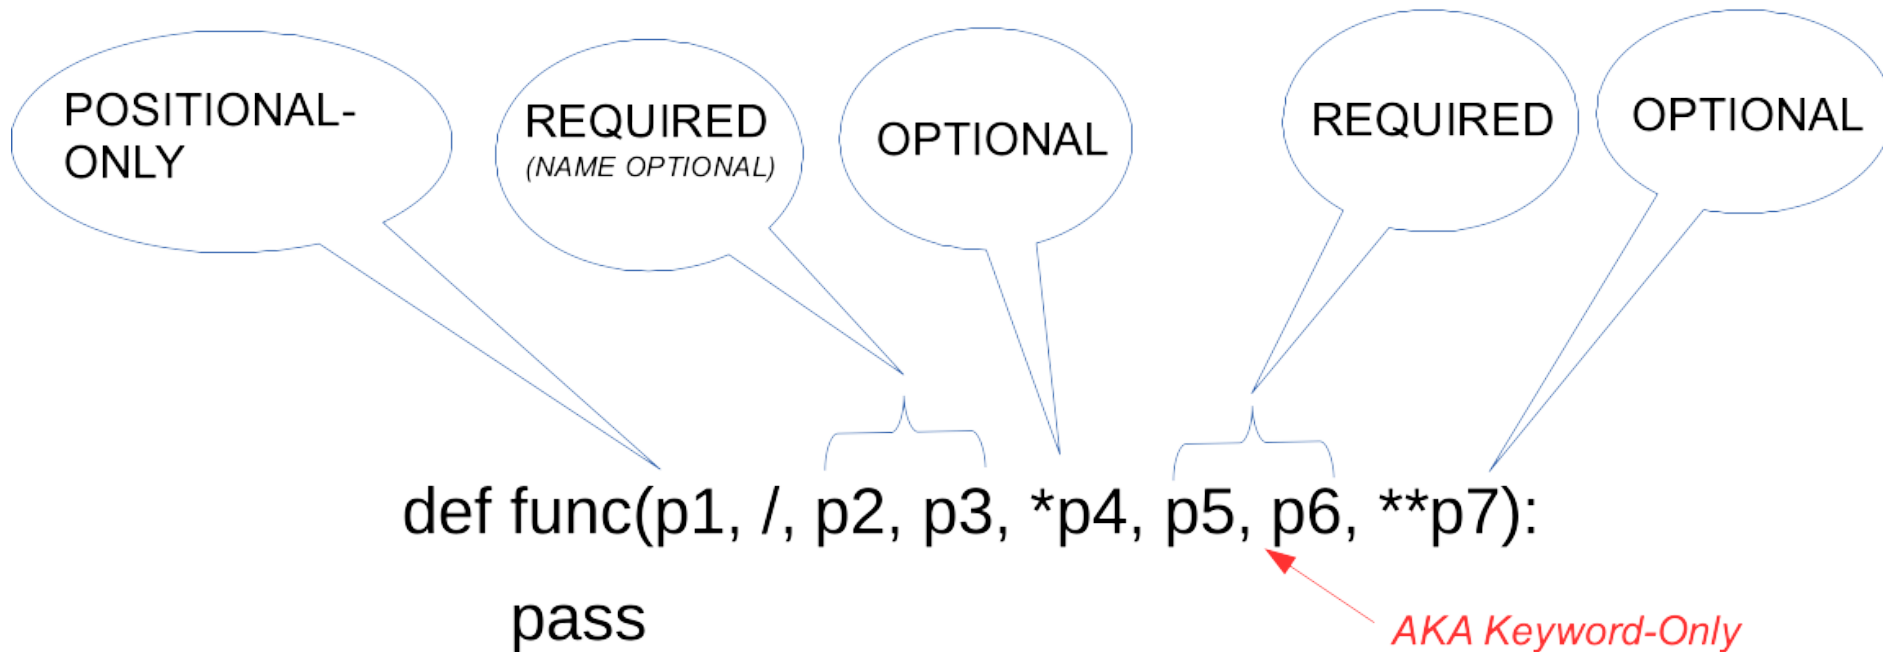 POSITIONAL-
ONLY
REQUIRED
(NAME OPTIONAL)
OPTIONAL
REQUIRED
OPTIONAL
def func(p1, /, p2, p3, *p4, p5, p6, **p7):
pass
AKA Keyword-Only